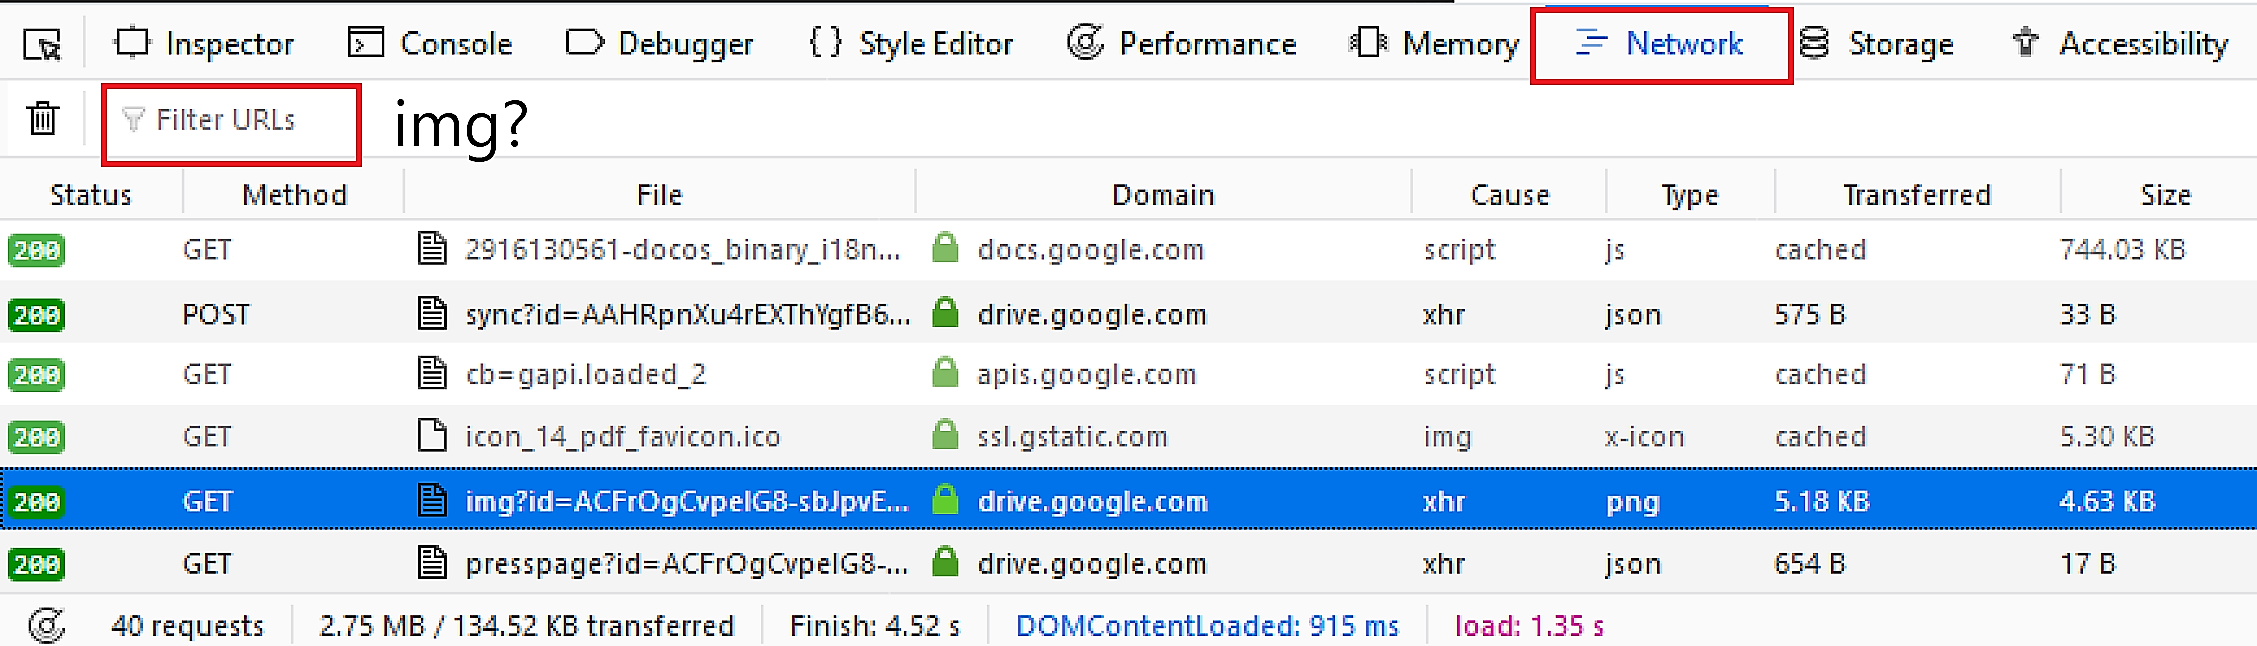 Inspector Console Debugger Style Editor Performance Memory Network Storage Accessibility
Filter URLs img?
Status Method File Domain Cause Type Transferred Size
200 GET 2916130561-docos_binary_i18n... docs.google.com script js cached 744.03 KB
200 POST sync?id=AAHRpnXu4rEXThYgfB6... drive.google.com xhr json 575 B 33 B
200 GET cb=gapi.loaded_2 apis.google.com script js cached 71 B
200 GET icon_14_pdf_favicon.ico ssl.gstatic.com img x-icon cached 5.30 KB
200 GET img?id=ACFrOgCvpelG8-sbJpvE... drive.google.com xhr png 5.18 KB 4.63 KB
200 GET presspage?id=ACFrOgCvpelG8-... drive.google.com xhr json 654 B 17 B
40 requests 2.75 MB / 134.52 KB transferred Finish: 4.52 s DOMContentLoaded: 915 ms load: 1.35 s